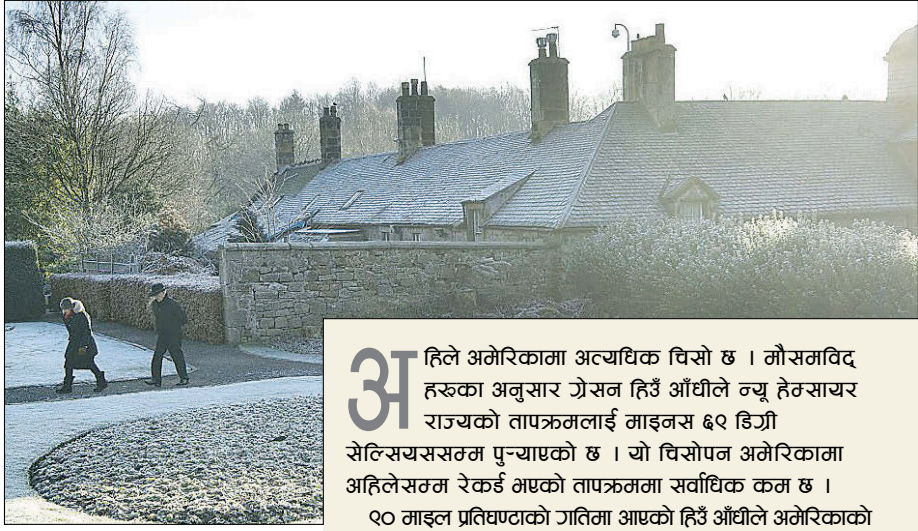 अहिले अमेरिकामा अत्यधिक चिसो छ । मौसमविद्
हरुका अनुसार ग्रेसन हिउँ आँधीले न्यू हेम्सायर
राज्यको तापक्रमलाई माइनस ६९ डिग्री
सेल्सियससम्म पुऱ्याएको छ । यो चिसोपन अमेरिकामा
अहिलेसम्म रेकर्ड भएको तापक्रममा सर्वाधिक कम छ ।
९० माइल प्रतिघण्टाको गतिमा आएको हिउँ आँधीले अमेरिकाको